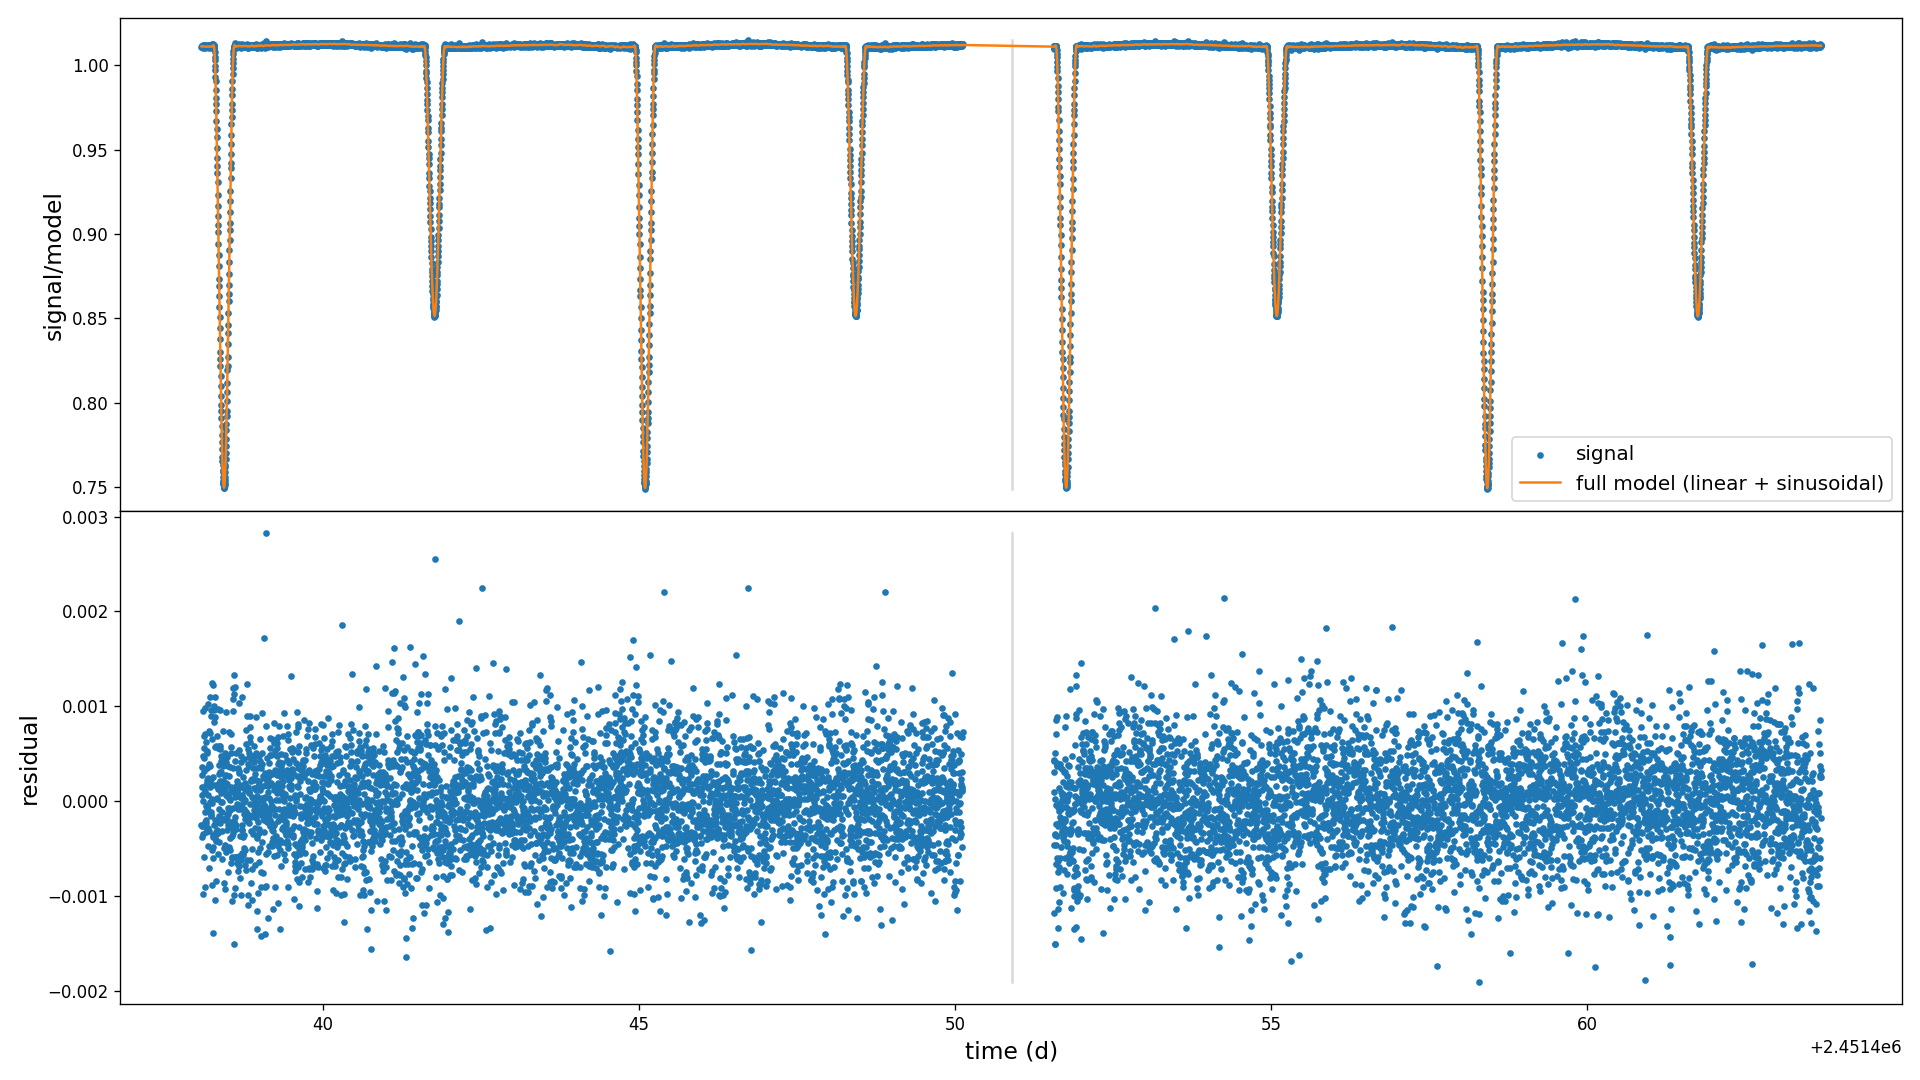 signal/model
1.00
0.95
0.90
0.85
0.80
0.75
signal
full model (linear + sinusoidal)
residual
0.003
0.002
0.001
0.000
−0.001
−0.002
40
45
50
55
60
time (d)
+2.4514e6